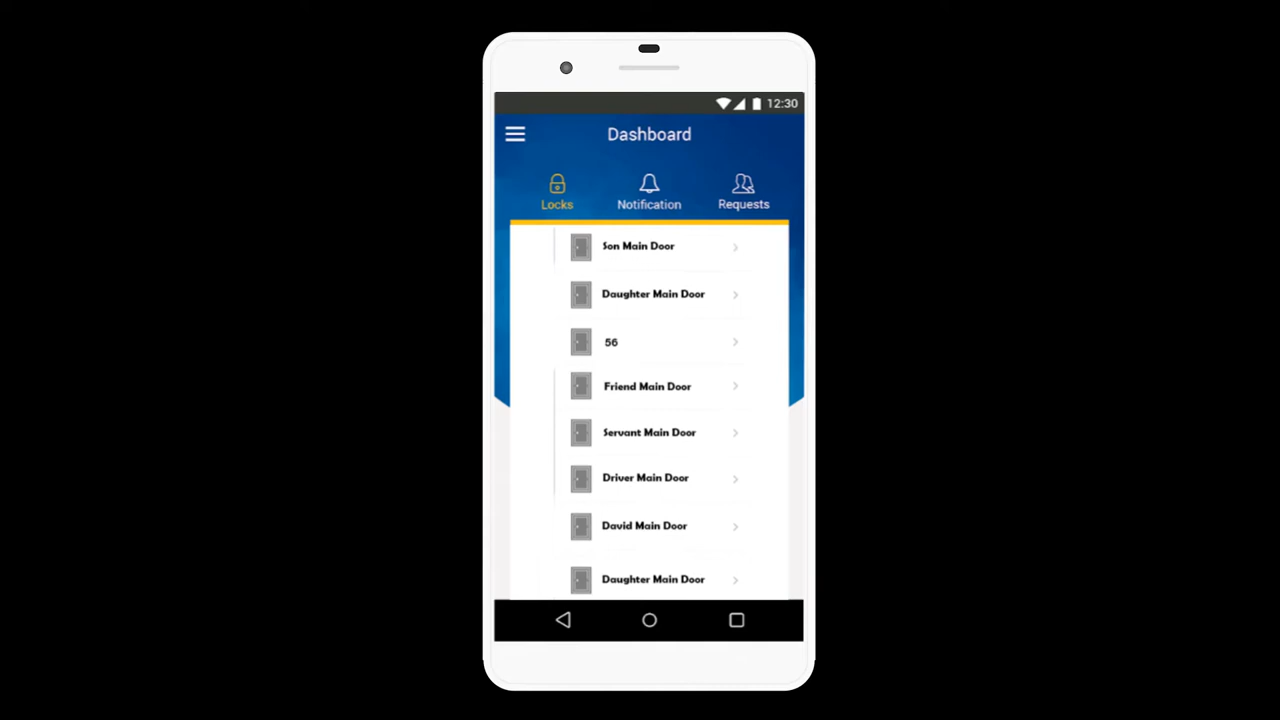 12:30
Dashboard
Locks Notification Requests
Son Main Door
Daughter Main Door
56
Friend Main Door
Servant Main Door
Driver Main Door
David Main Door
Daughter Main Door